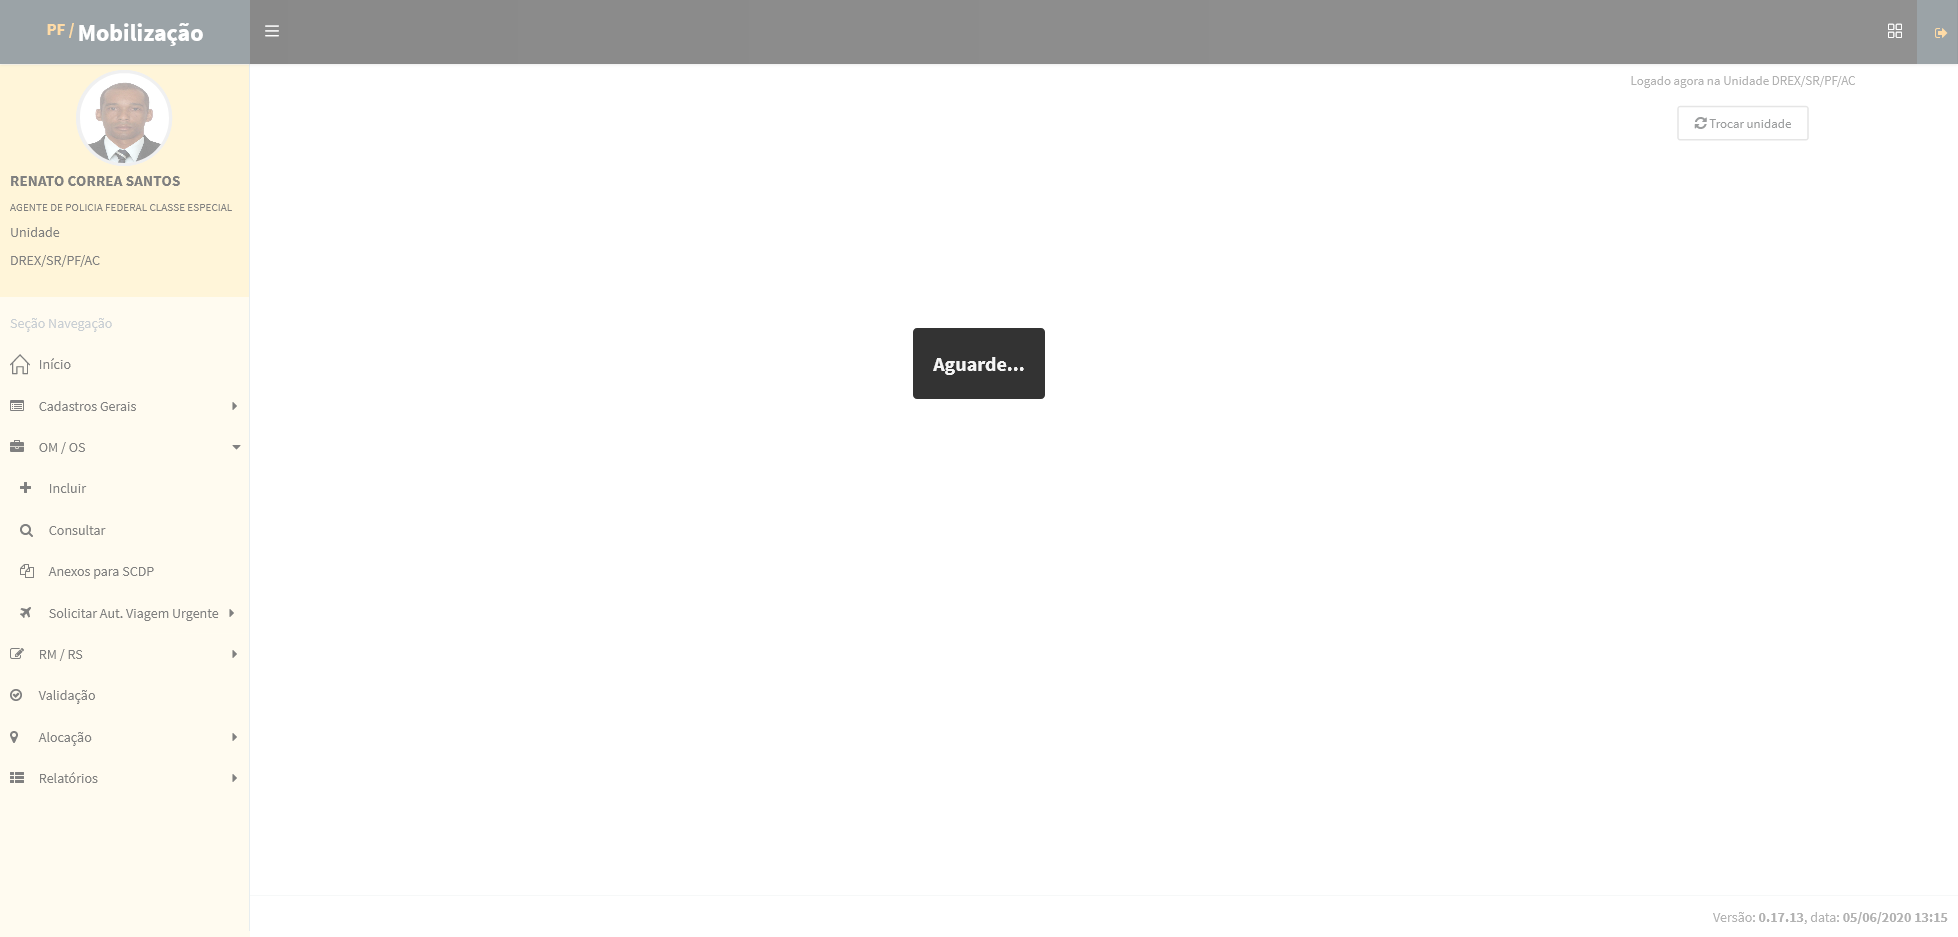 PF / Mobilização
Logado agora na Unidade DREX/SR/PF/AC
Trocar unidade
RENATO CORREA SANTOS
AGENTE DE POLICIA FEDERAL CLASSE ESPECIAL
Unidade
DREX/SR/PF/AC
Seção Navegação
Início
Cadastros Gerais
OM / OS
Incluir
Consultar
Anexos para SCDP
Solicitar Aut. Viagem Urgente
RM / RS
Validação
Alocação
Relatórios
Aguarde...
Versão: 0.17.13, data: 05/06/2020 13:15